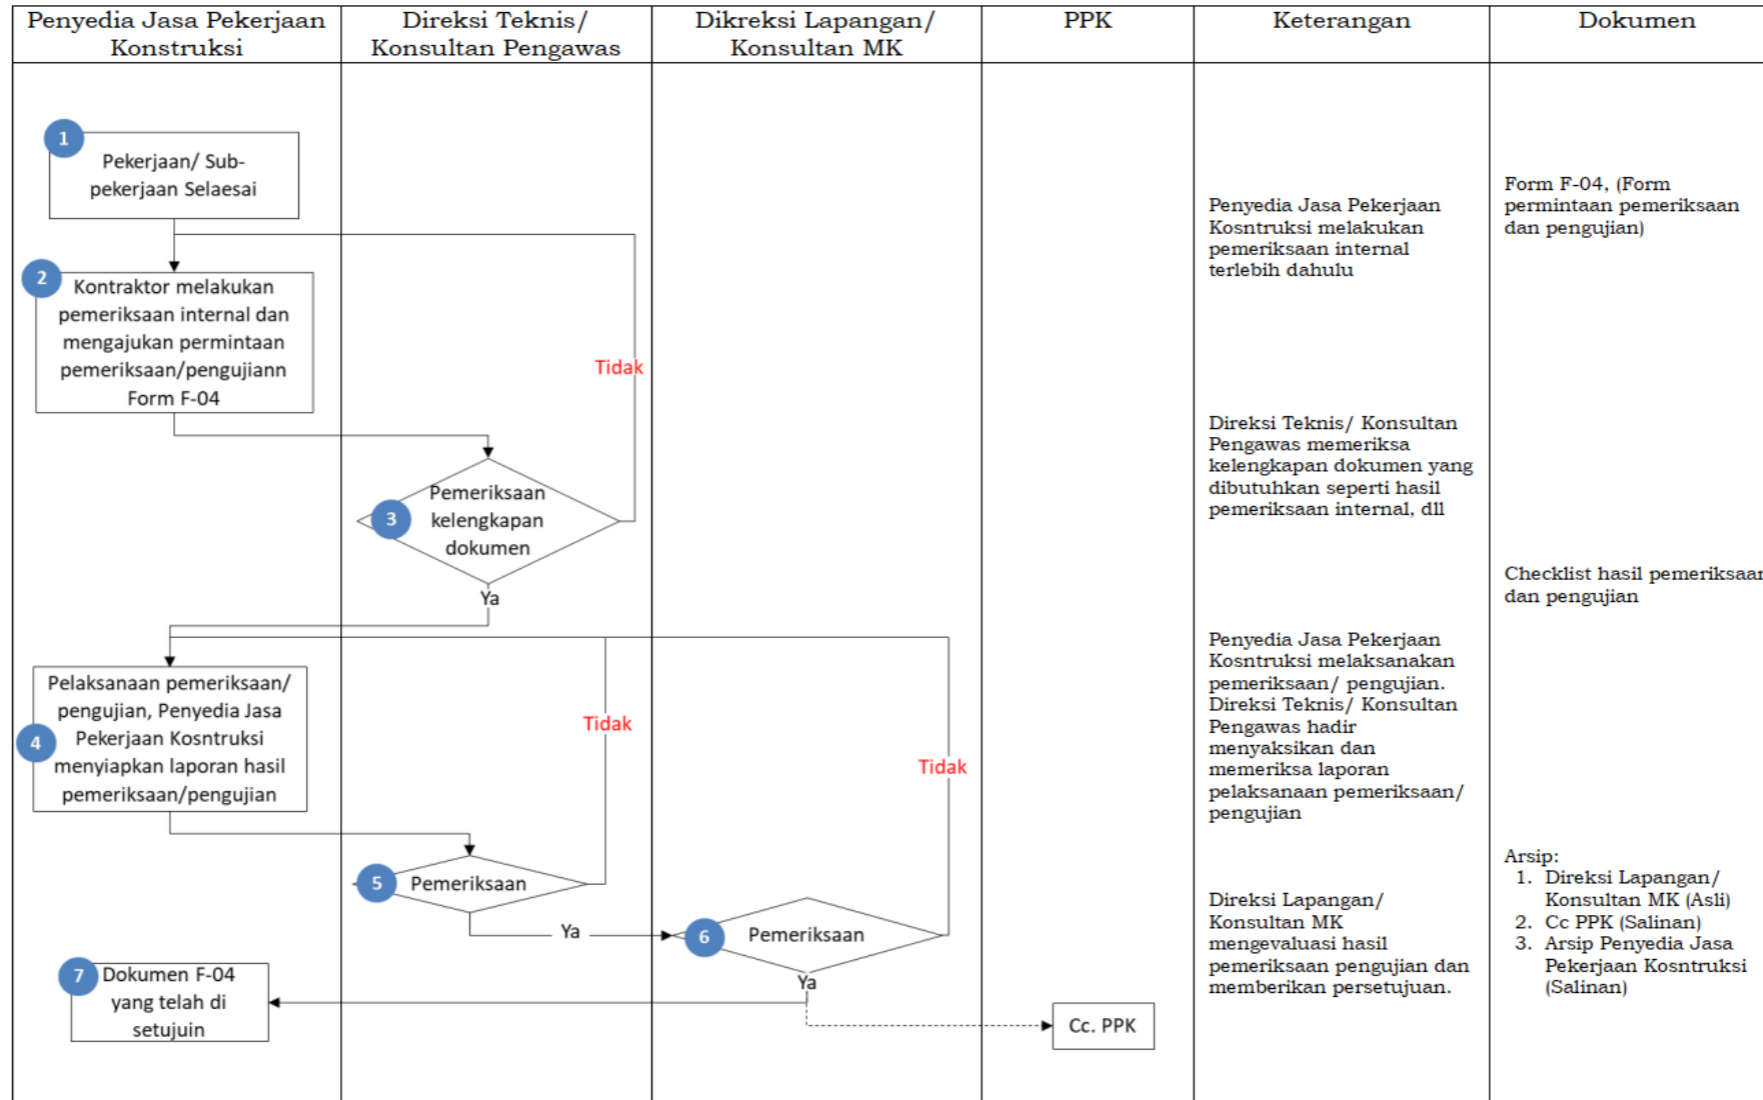 Penyedia Jasa Pekerjaan
Konstruksi
Direksi Teknis/
Konsultan Pengawas
Dikreksi Lapangan/
Konsultan MK
PPK
Keterangan
Dokumen
1
Pekerjaan/ Sub-
pekerjaan Selaesai
2
Kontraktor melakukan
pemeriksaan internal dan
mengajukan permintaan
pemeriksaan/pengujiann
Form F-04
Tidak
3
Pemeriksaan
kelengkapan
dokumen
Ya
4
Pelaksanaan pemeriksaan/
pengujian, Penyedia Jasa
Pekerjaan Kosntruksi
menyiapkan laporan hasil
pemeriksaan/pengujian
Tidak
Tidak
5
Pemeriksaan
Ya
6
Pemeriksaan
Ya
7
Dokumen F-04
yang telah di
setujuin
Cc. PPK
Penyedia Jasa Pekerjaan
Kosntruksi melakukan
pemeriksaan internal
terlebih dahulu
Direksi Teknis/ Konsultan
Pengawas memeriksa
kelengkapan dokumen yang
dibutuhkan seperti hasil
pemeriksaan internal, dll
Penyedia Jasa Pekerjaan
Kosntruksi melaksanakan
pemeriksaan/ pengujian.
Direksi Teknis/ Konsultan
Pengawas hadir
menyaksikan dan
memeriksa laporan
pelaksanaan pemeriksaan/
pengujian
Direksi Lapangan/
Konsultan MK
mengevaluasi hasil
pemeriksaan pengujian dan
memberikan persetujuan.
Form F-04, (Form
permintaan pemeriksaan
dan pengujian)
Checklist hasil pemeriksaan
dan pengujian
Arsip:
1. Direksi Lapangan/
Konsultan MK (Asli)
2. Cc PPK (Salinan)
3. Arsip Penyedia Jasa
Pekerjaan Kosntruksi
(Salinan)